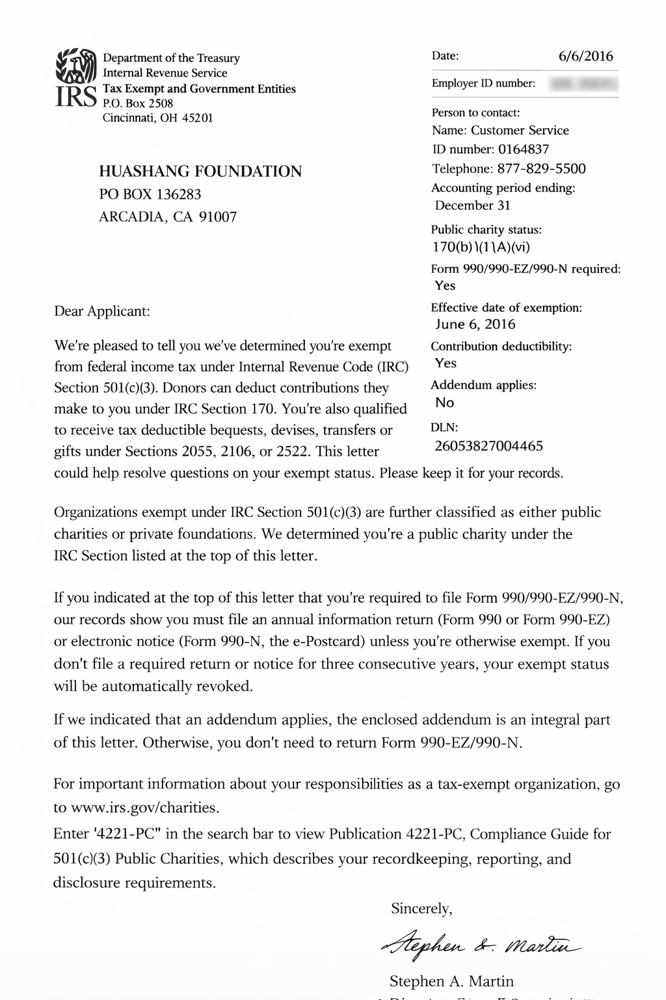 IRS
Department of the Treasury
Internal Revenue Service
Tax Exempt and Government Entities
P.O. Box 2508
Cincinnati, OH 45201
Date: 6/6/2016
Employer ID number:
Person to contact:
Name: Customer Service
ID number: 0164837
Telephone: 877-829-5500
Accounting period ending:
December 31
Public charity status:
170(b)\(1\A)(vi)
Form 990/990-EZ/990-N required:
Yes
Effective date of exemption:
June 6, 2016
Contribution deductibility:
Yes
Addendum applies:
No
DLN:
26053827004465
HUASHANG FOUNDATION
PO BOX 136283
ARCADIA, CA 91007
Dear Applicant:
We're pleased to tell you we've determined you're exempt
from federal income tax under Internal Revenue Code (IRC)
Section 501(c)(3). Donors can deduct contributions they
make to you under IRC Section 170. You're also qualified
to receive tax deductible bequests, devises, transfers or
gifts under Sections 2055, 2106, or 2522. This letter
could help resolve questions on your exempt status. Please keep it for your records.
Organizations exempt under IRC Section 501(c)(3) are further classified as either public
charities or private foundations. We determined you're a public charity under the
IRC Section listed at the top of this letter.
If you indicated at the top of this letter that you're required to file Form 990/990-EZ/990-N,
our records show you must file an annual information return (Form 990 or Form 990-EZ)
or electronic notice (Form 990-N, the e-Postcard) unless you're otherwise exempt. If you
don't file a required return or notice for three consecutive years, your exempt status
will be automatically revoked.
If we indicated that an addendum applies, the enclosed addendum is an integral part
of this letter. Otherwise, you don't need to return Form 990-EZ/990-N.
For important information about your responsibilities as a tax-exempt organization, go
to www.irs.gov/charities.
Enter '4221-PC" in the search bar to view Publication 4221-PC, Compliance Guide for
501(c)(3) Public Charities, which describes your recordkeeping, reporting, and
disclosure requirements.
Sincerely,
Stephen &. Martin
Stephen A. Martin